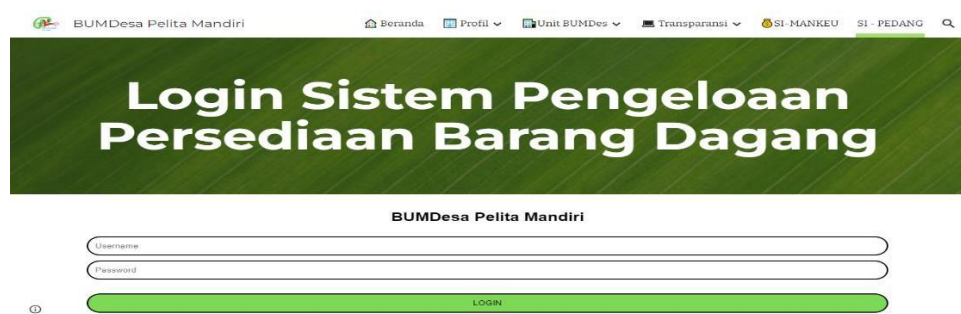 BUMDesa Pelita Mandiri
Beranda Profil Unit BUMDes Transparansi SI-MANKEU SI - PEDANG
Login Sistem Pengeloaan
Persediaan Barang Dagang
BUMDesa Pelita Mandiri
Username
Password
LOGIN